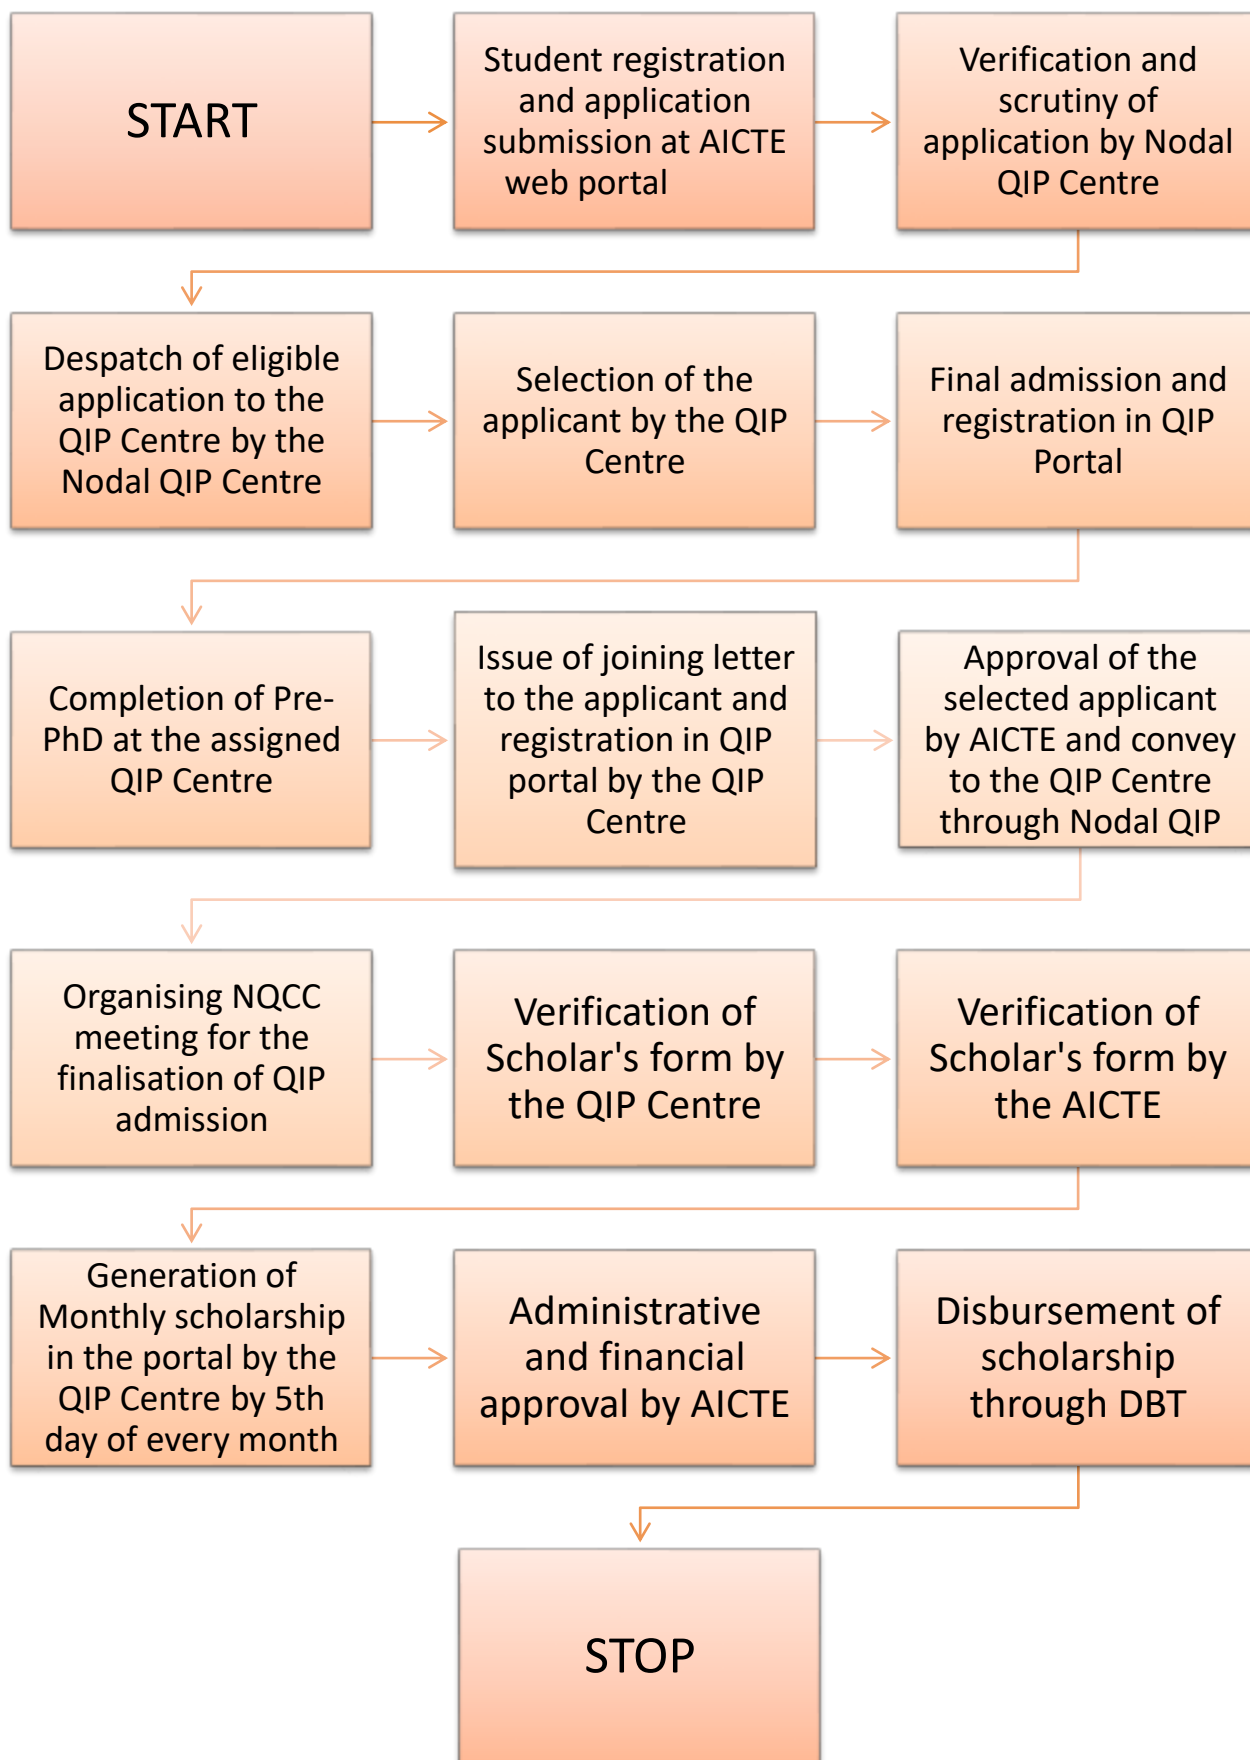 START
Student registration
and application
submission at AICTE
web portal
Verification and
scrutiny of
application by Nodal
QIP Centre
Despatch of eligible
application to the
QIP Centre by the
Nodal QIP Centre
Selection of the
applicant by the QIP
Centre
Final admission and
registration in QIP
Portal
Completion of Pre-
PhD at the assigned
QIP Centre
Issue of joining letter
to the applicant and
registration in QIP
portal by the QIP
Centre
Approval of the
selected applicant
by AICTE and convey
to the QIP Centre
through Nodal QIP
Organising NQCC
meeting for the
finalisation of QIP
admission
Verification of
Scholar's form by
the QIP Centre
Verification of
Scholar's form by
the AICTE
Generation of
Monthly scholarship
in the portal by the
QIP Centre by 5th
day of every month
Administrative
and financial
approval by AICTE
Disbursement of
scholarship
through DBT
STOP